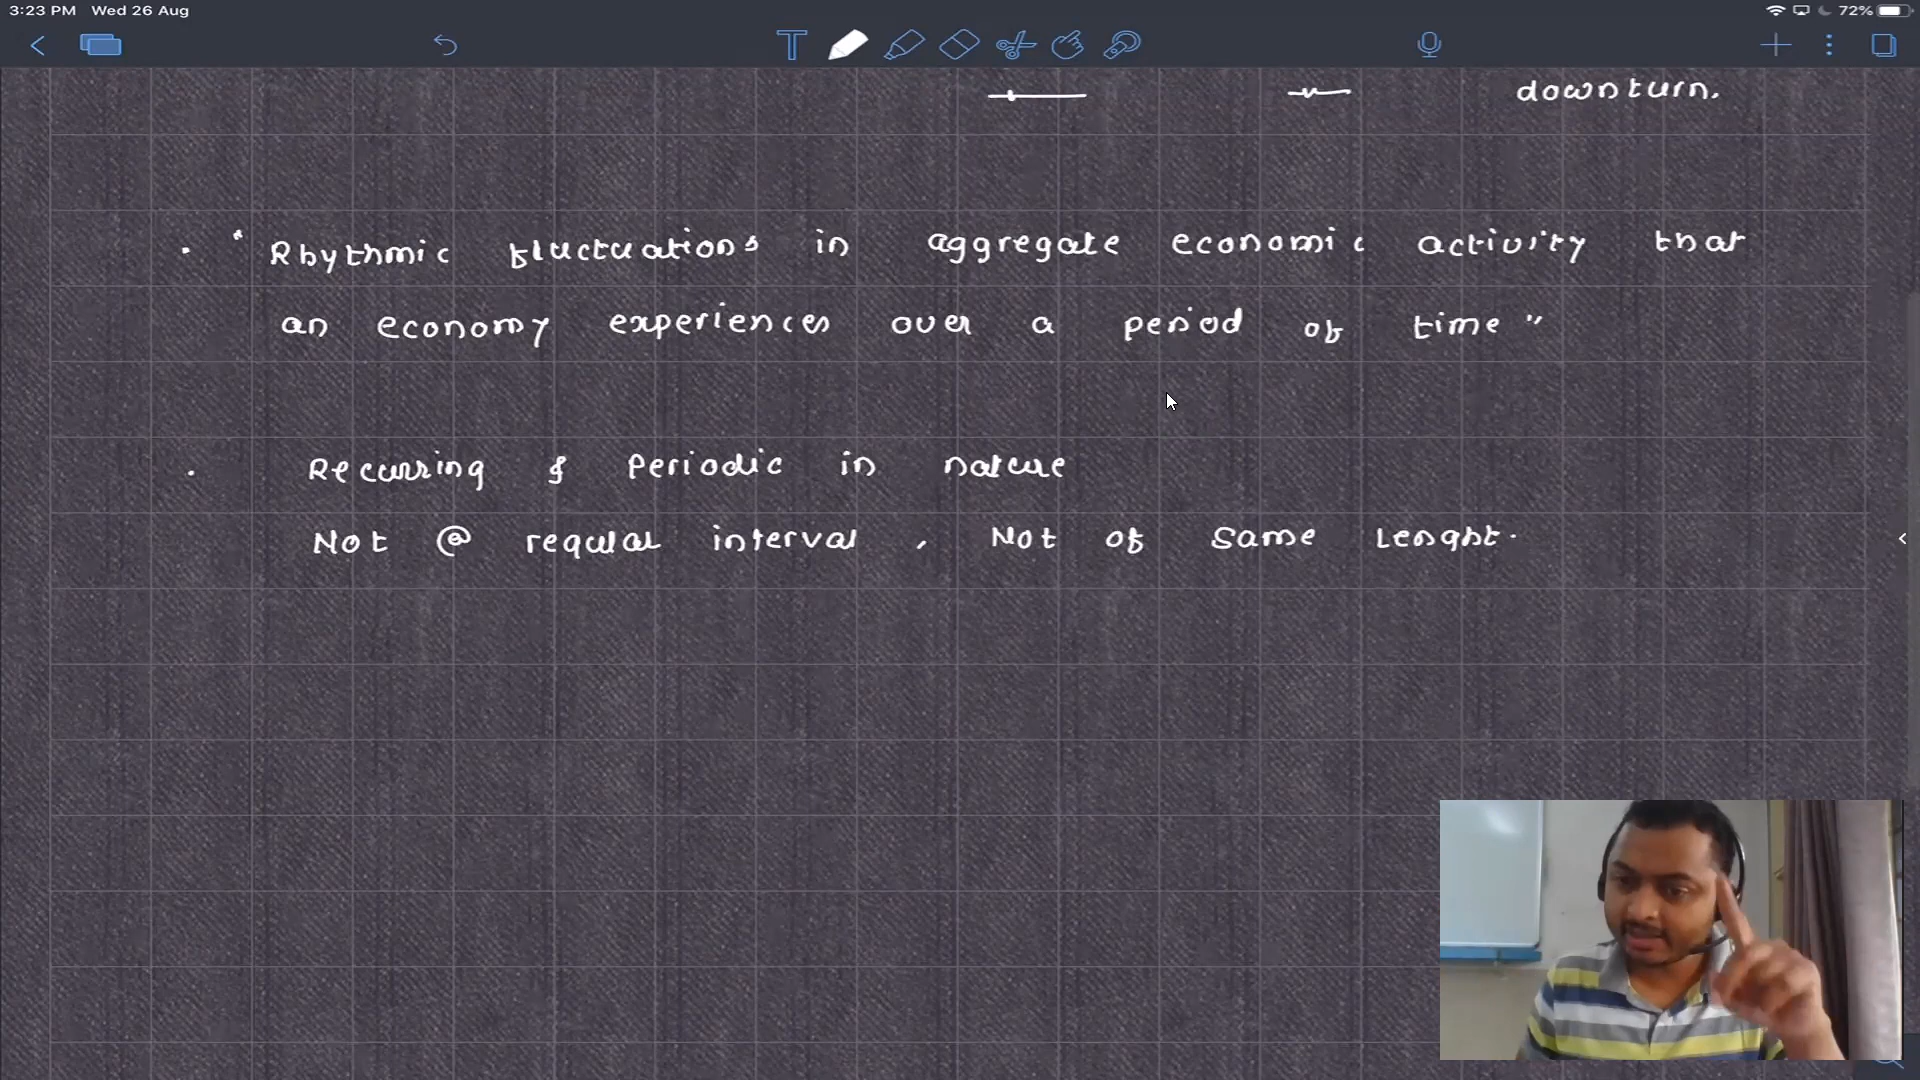 3:23 PM Wed 26 Aug
72%
downturn.
. " Rhythmic fluctuations in aggregate economic activity that
an economy experiences over a period of time "
. Recurring & Periodic in nature
Not @ regular interval , Not of same Lenght.